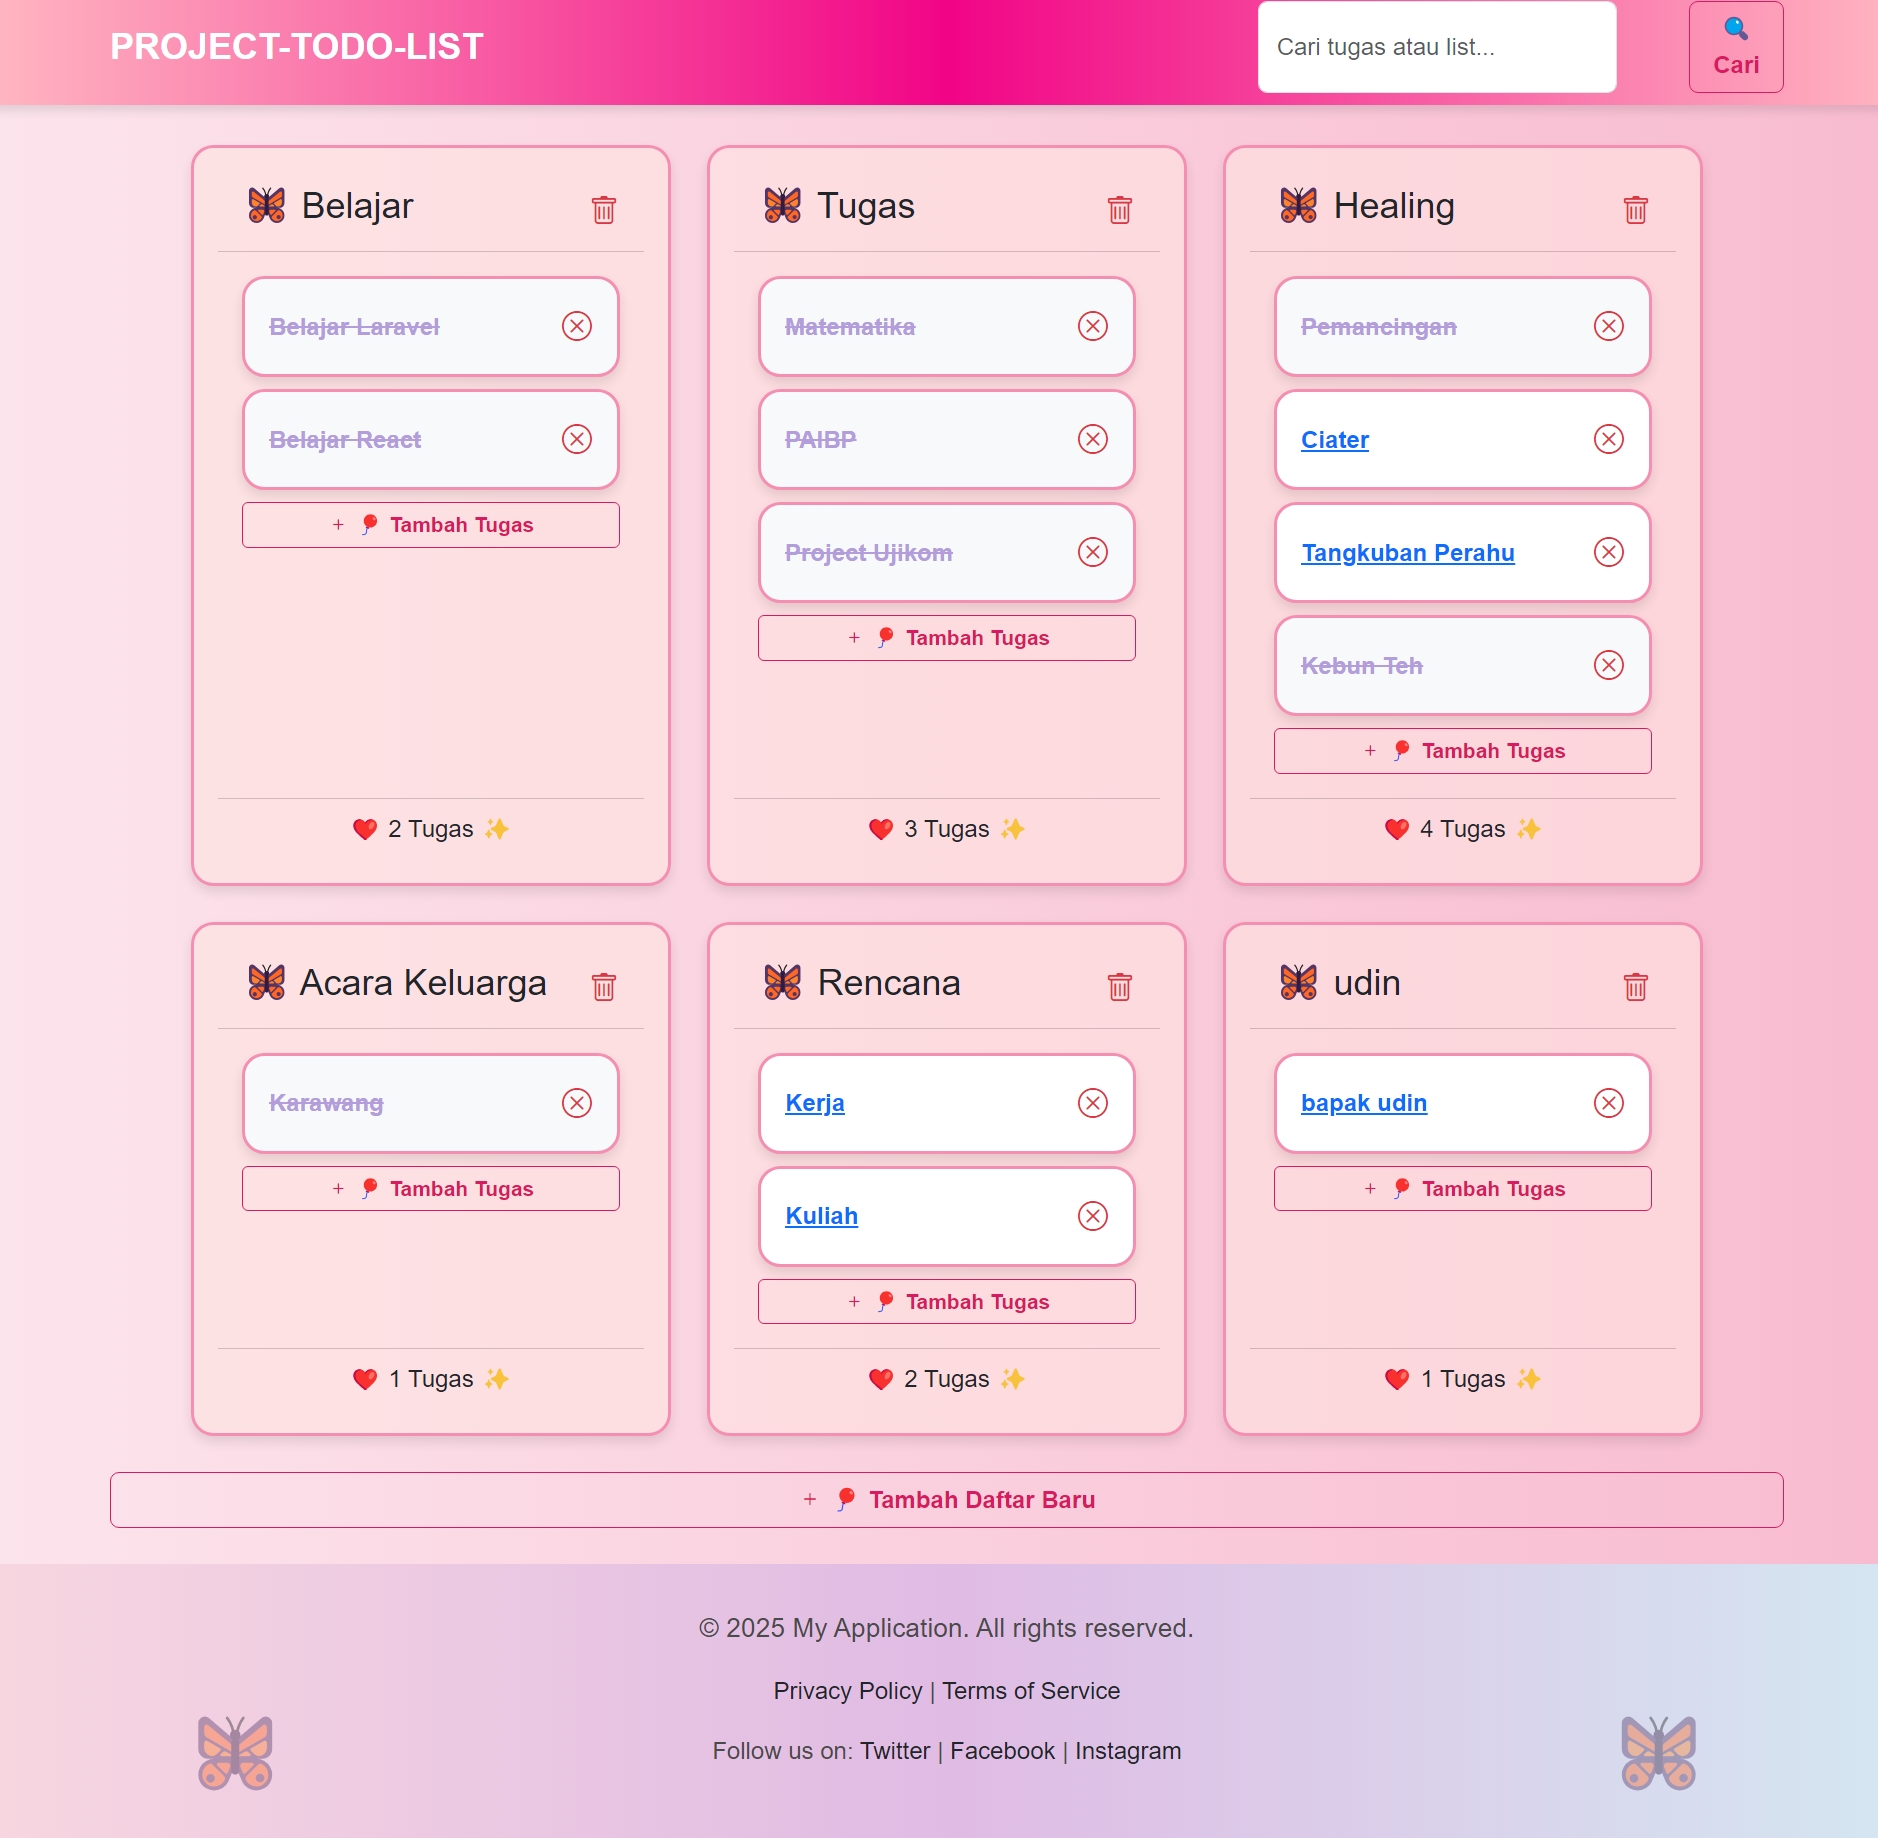 PROJECT-TODO-LIST
Cari tugas atau list...
Cari
Belajar
Belajar Laravel
Belajar React
+ Tambah Tugas
2 Tugas
Tugas
Matematika
PAIBP
Project Ujikom
+ Tambah Tugas
3 Tugas
Healing
Pemancingan
Ciater
Tangkuban Perahu
Kebun Teh
+ Tambah Tugas
4 Tugas
Acara Keluarga
Karawang
+ Tambah Tugas
1 Tugas
Rencana
Kerja
Kuliah
+ Tambah Tugas
2 Tugas
udin
bapak udin
+ Tambah Tugas
1 Tugas
+ Tambah Daftar Baru
© 2025 My Application. All rights reserved.
Privacy Policy | Terms of Service
Follow us on: Twitter | Facebook | Instagram